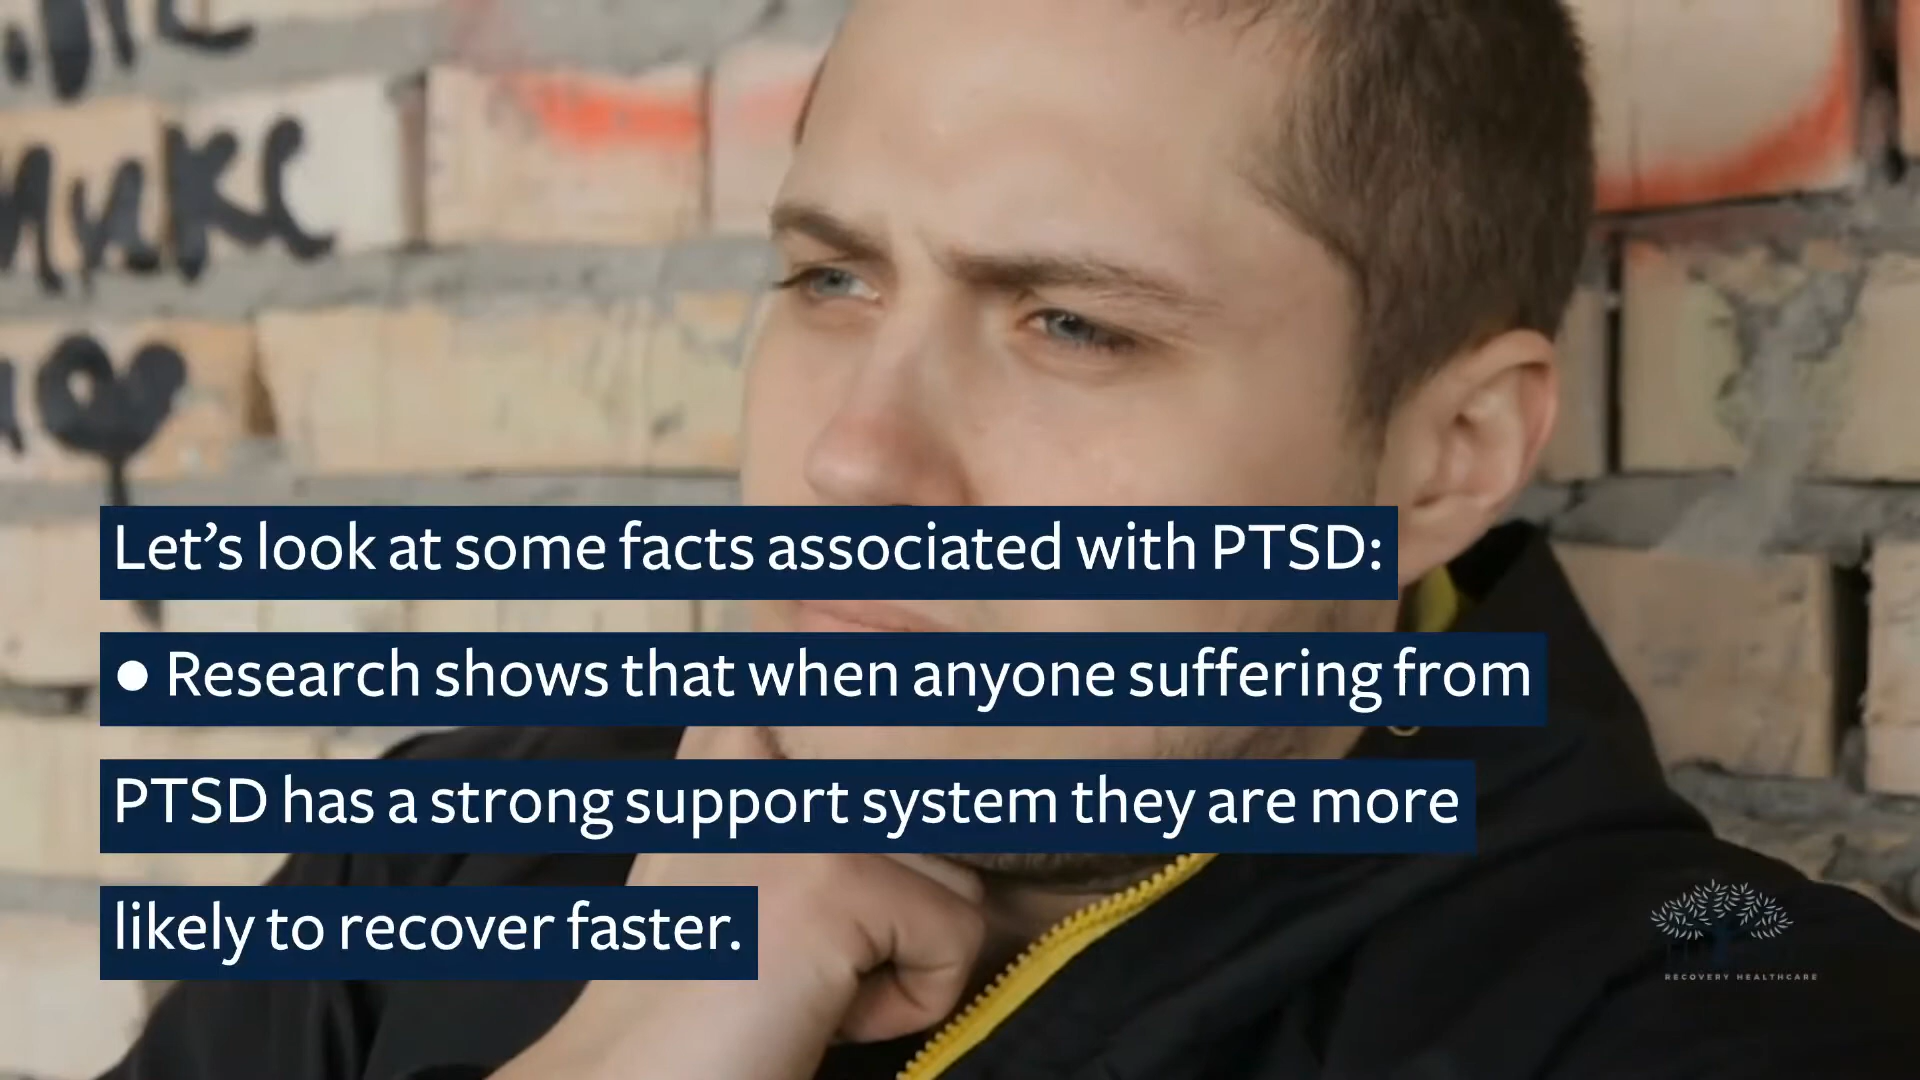 микс
Let’s look at some facts associated with PTSD:
● Research shows that when anyone suffering from
PTSD has a strong support system they are more
likely to recover faster.
RECOVERY HEALTHCARE